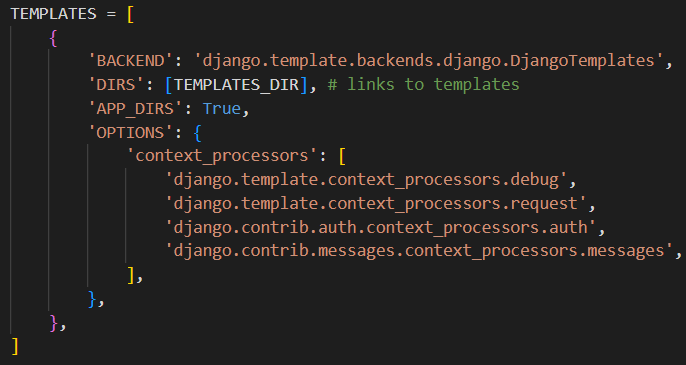 TEMPLATES = [
    {
        'BACKEND': 'django.template.backends.django.DjangoTemplates',
        'DIRS': [TEMPLATES_DIR], # links to templates
        'APP_DIRS': True,
        'OPTIONS': {
            'context_processors': [
                'django.template.context_processors.debug',
                'django.template.context_processors.request',
                'django.contrib.auth.context_processors.auth',
                'django.contrib.messages.context_processors.messages',
            ],
        },
    },
]